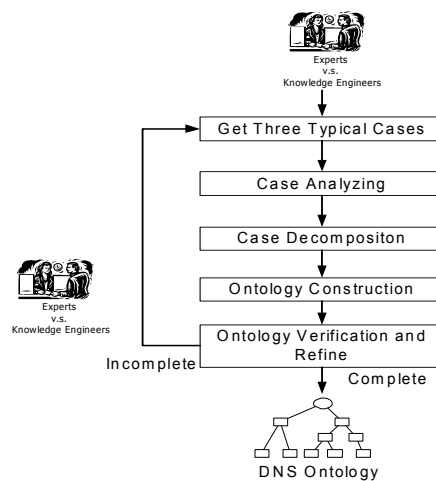 Experts
v.s.
Knowledge Engineers
Get Three Typical Cases
Case Analyzing
Case Decompositon
Experts
v.s.
Knowledge Engineers
Ontology Construction
Ontology Verification and
Refine
Incomplete
Complete
DNS Ontology